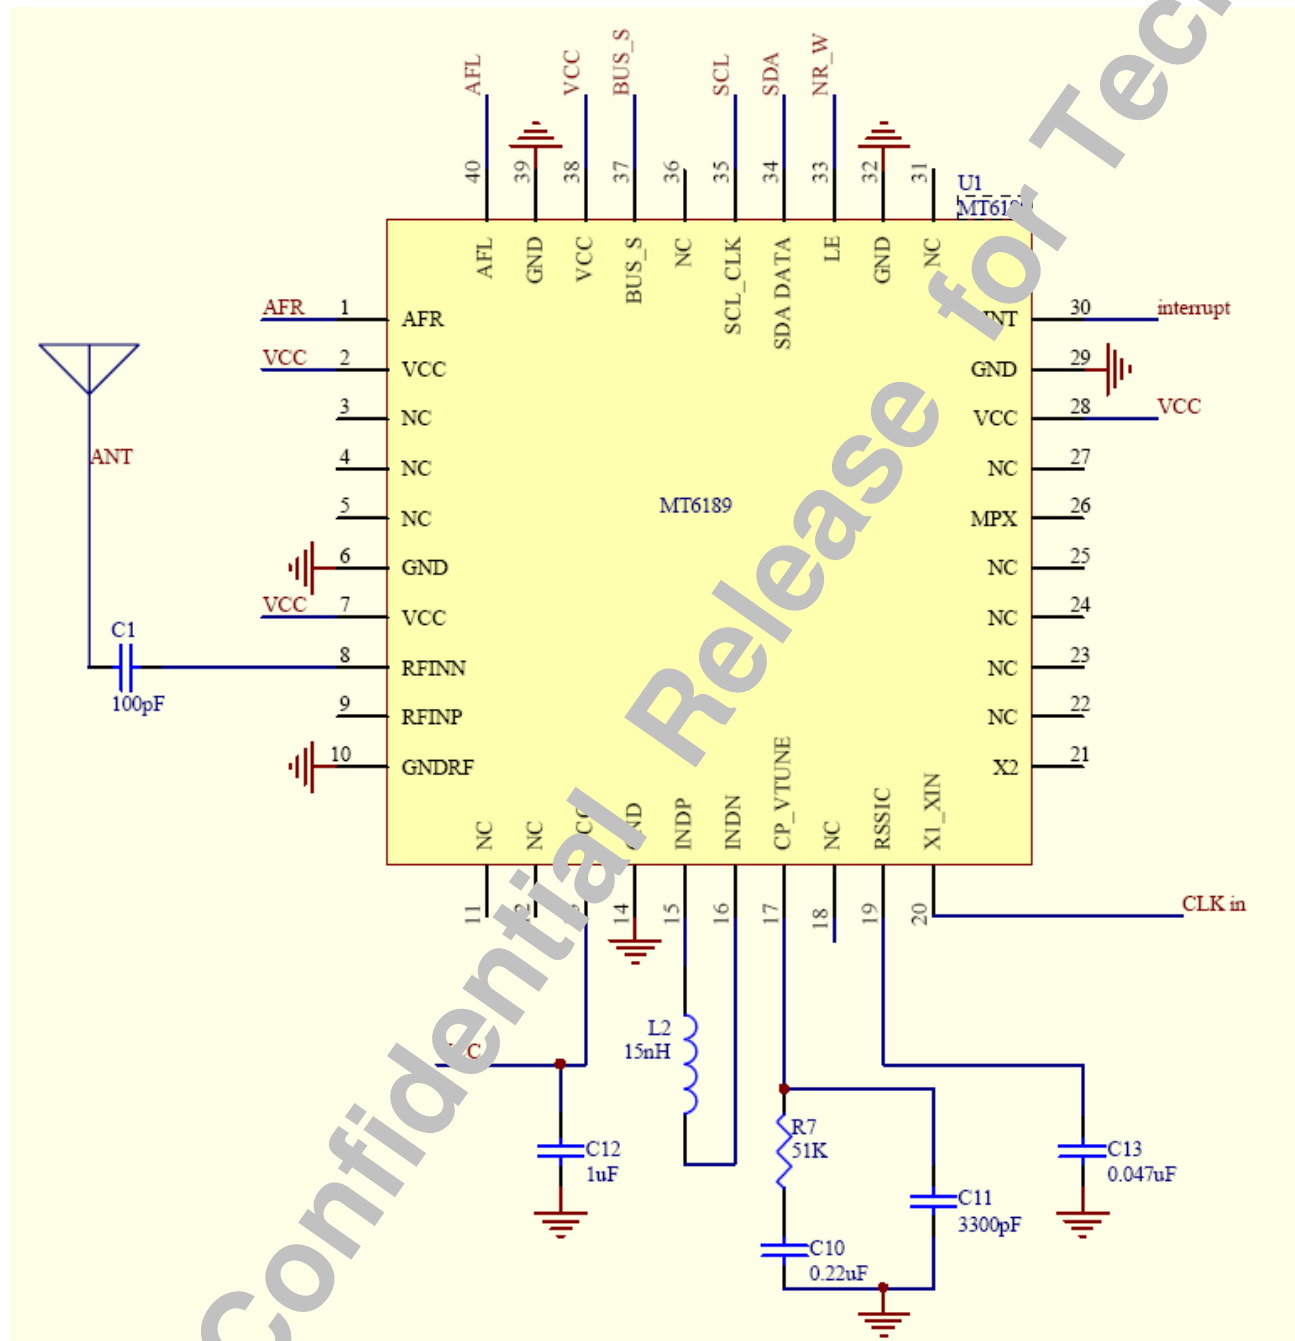 AFL
VCC
BUS_S
SCL
SDA
NR_W
40
39
38
37
36
35
34
33
32
31
U1
AFL
GND
VCC
BUS_S
NC
SCL_CLK
SDA DATA
LE
GND
NC
AFR 1 AFR
VCC 2 VCC
3 NC
4 NC
5 NC
6 GND
VCC 7 VCC
8 RFINN
9 RFINP
10 GNDRF
ANT
C1
100pF
MT6189
30 interrupt
GND 29
VCC 28 VCC
NC 27
MPX 26
NC 25
NC 24
NC 23
NC 22
X2 21
NC
NC
INDP
INDN
CP_VTUNE
NC
RSSIC
X1_XIN
11
14
15
16
17
18
19
20
CLK in
L2
15nH
C12
1uF
R7
51K
C10
0.22uF
C11
3300pF
C13
0.047uF
Confidential Release for